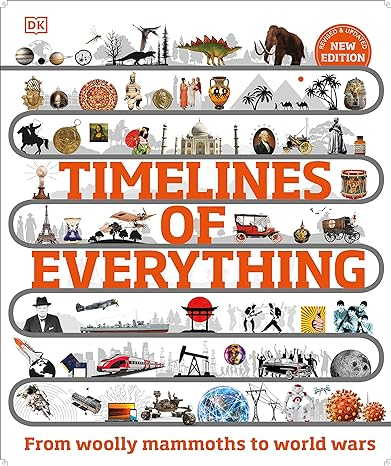 DK
REVISED & UPDATED
NEW
EDITION
TIMELINES
OF
EVERYTHING
From woolly mammoths to world wars